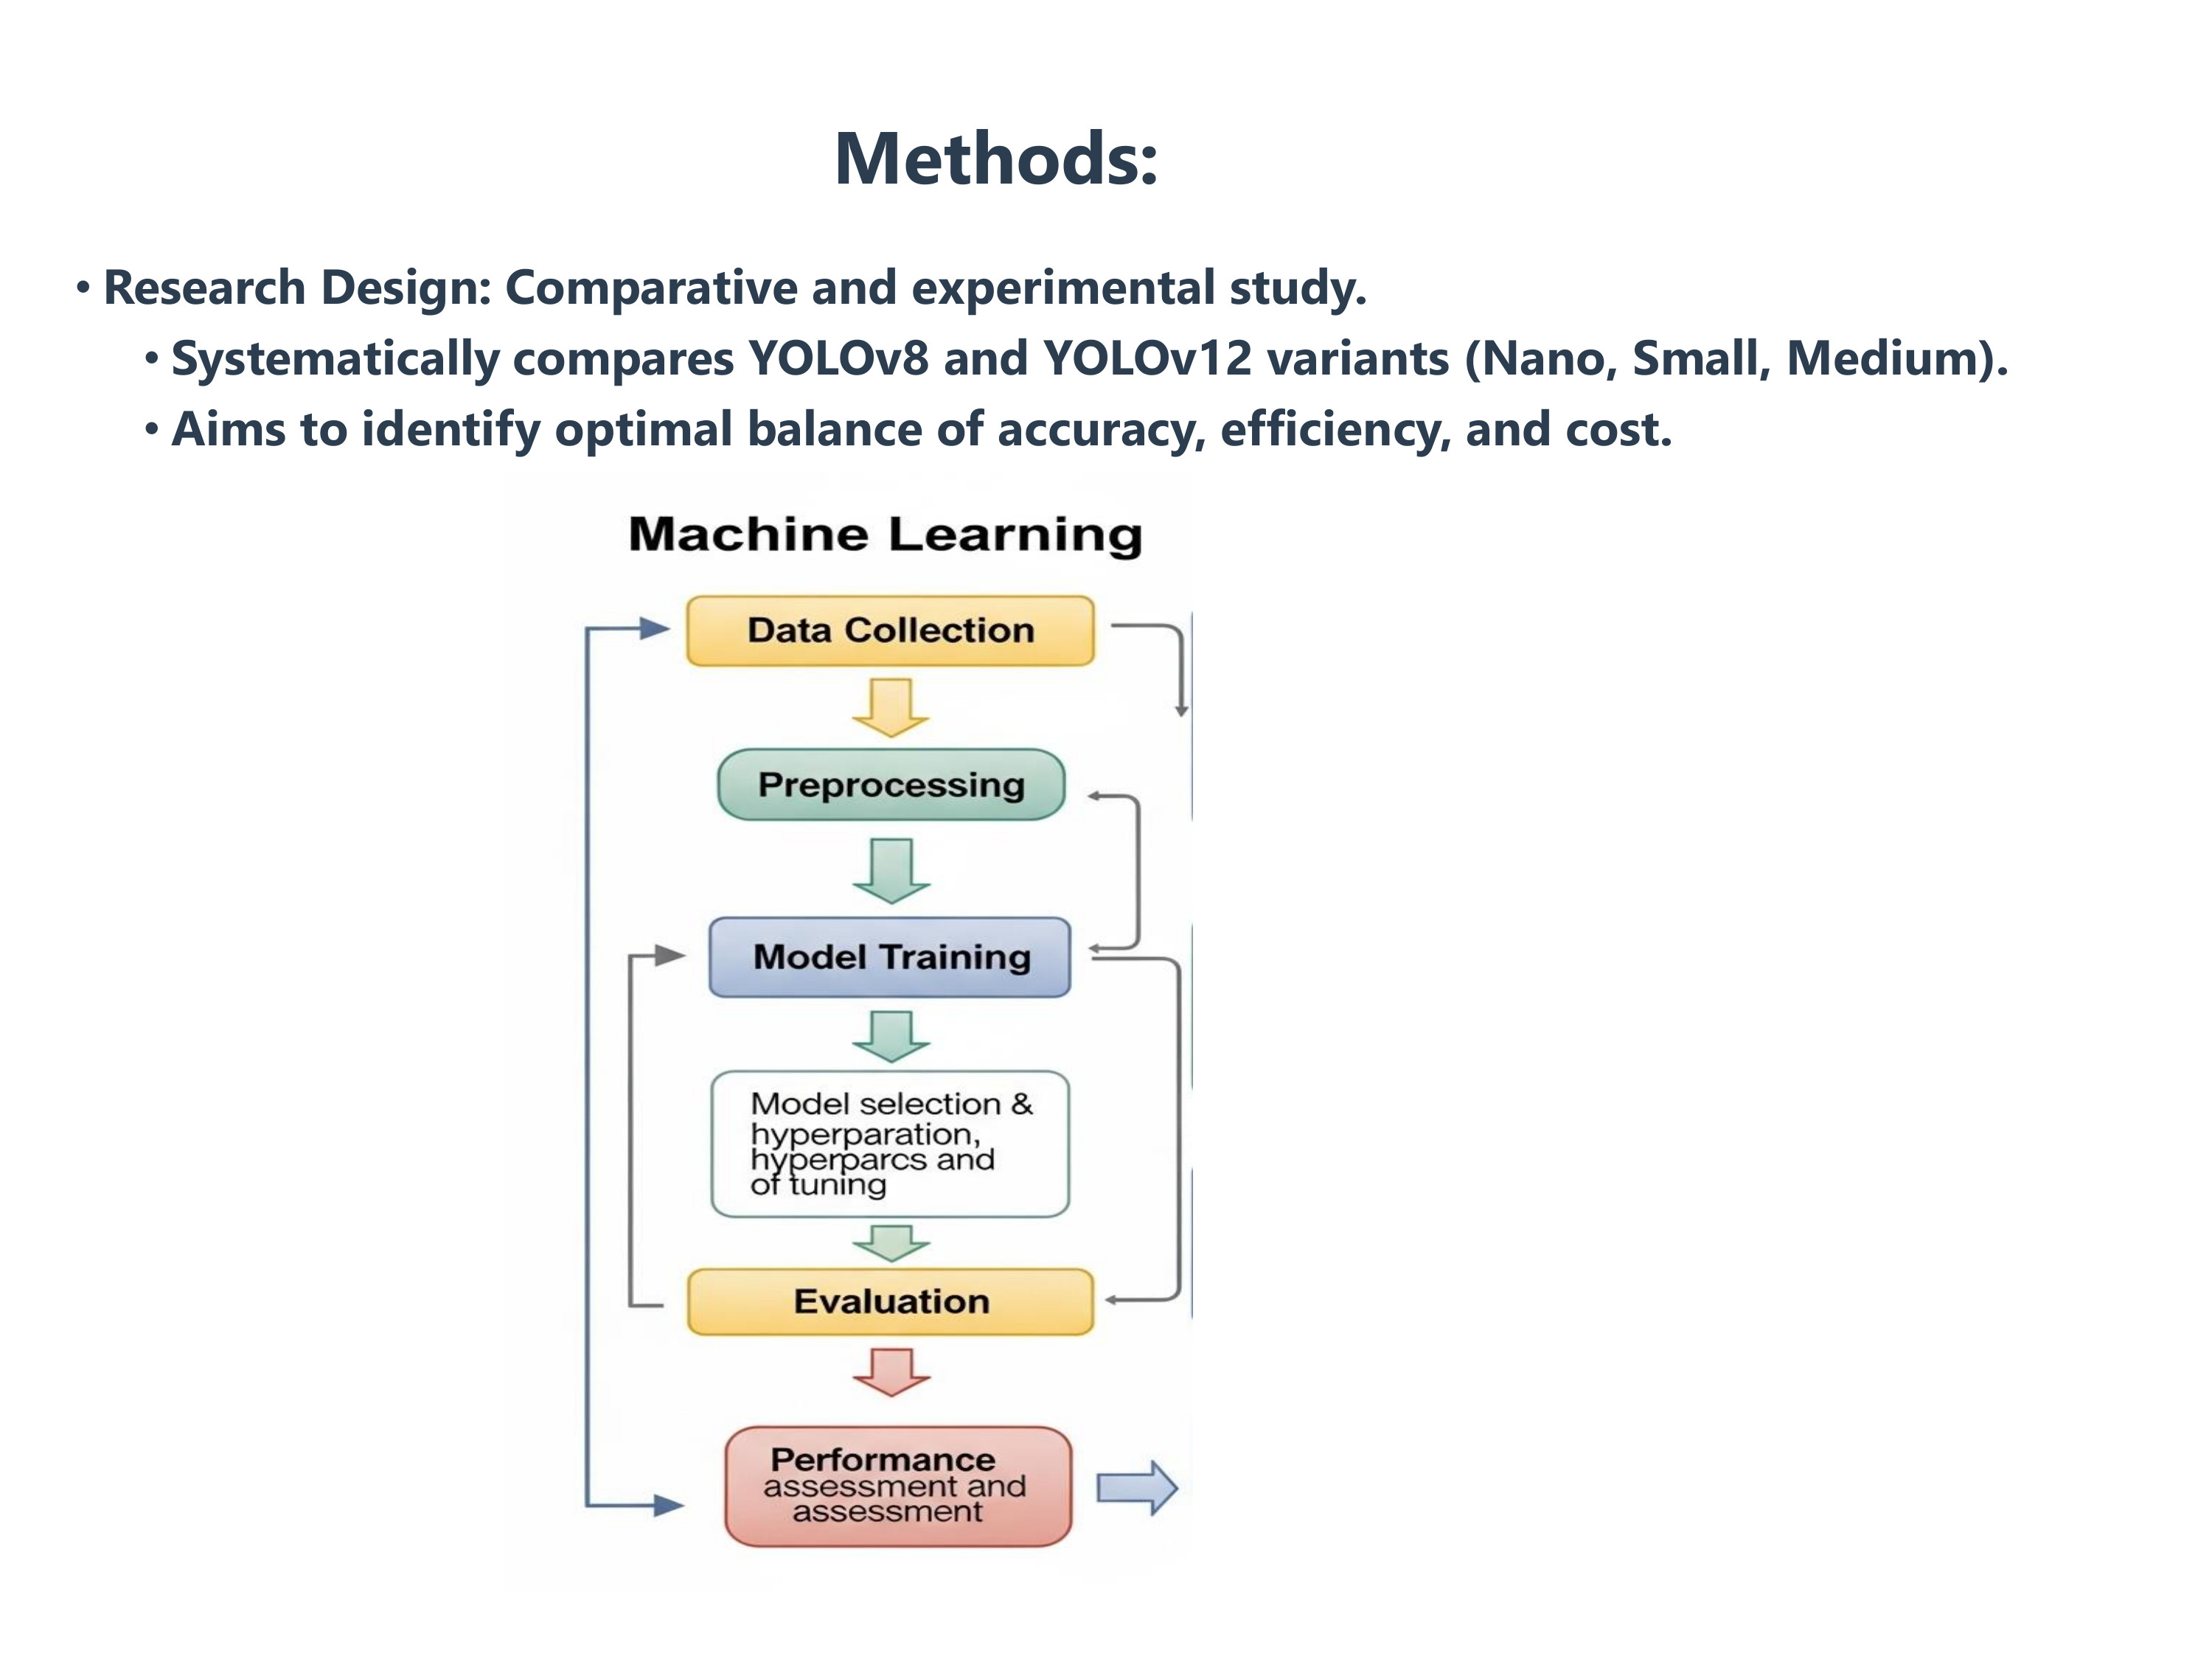 Methods:
• Research Design: Comparative and experimental study.
• Systematically compares YOLOv8 and YOLOv12 variants (Nano, Small, Medium).
• Aims to identify optimal balance of accuracy, efficiency, and cost.
Machine Learning
Data Collection
Preprocessing
Model Training
Model selection &
hyperparation,
hyperparcs and
of tuning
Evaluation
Performance
assessment and
assessment